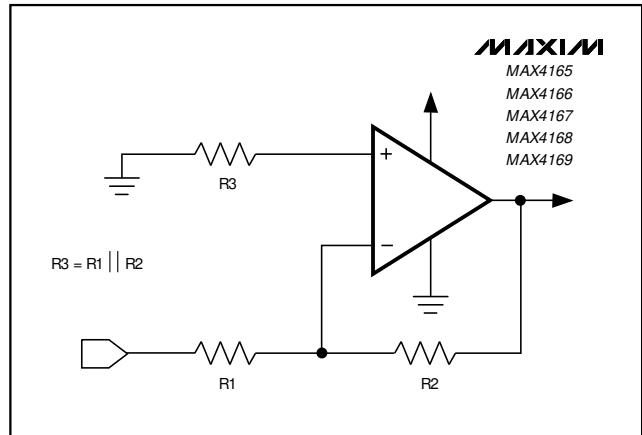 MAXIM
MAX4165
MAX4166
MAX4167
MAX4168
MAX4169
+
R3
−
R3 = R1 || R2
R1
R2